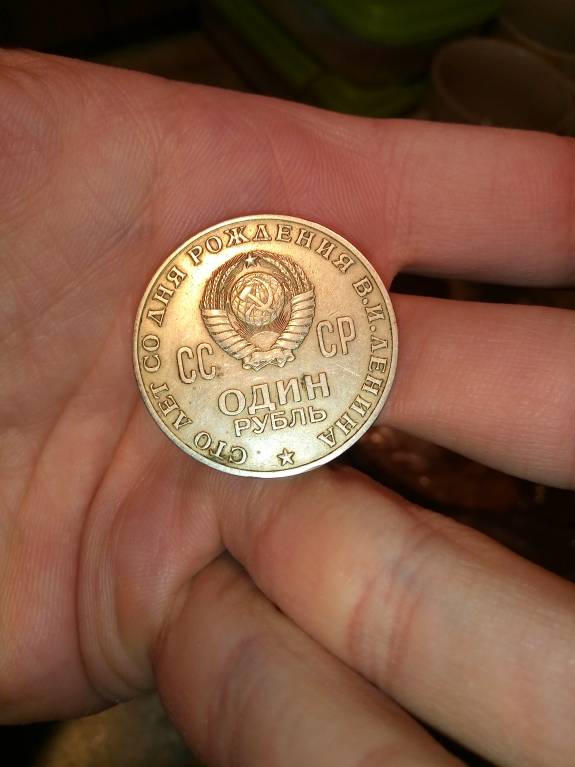 СТО ЛЕТ СО ДНЯ РОЖДЕНИЯ В.И.ЛЕНИНА
СС СР
ОДИН
РУБЛЬ